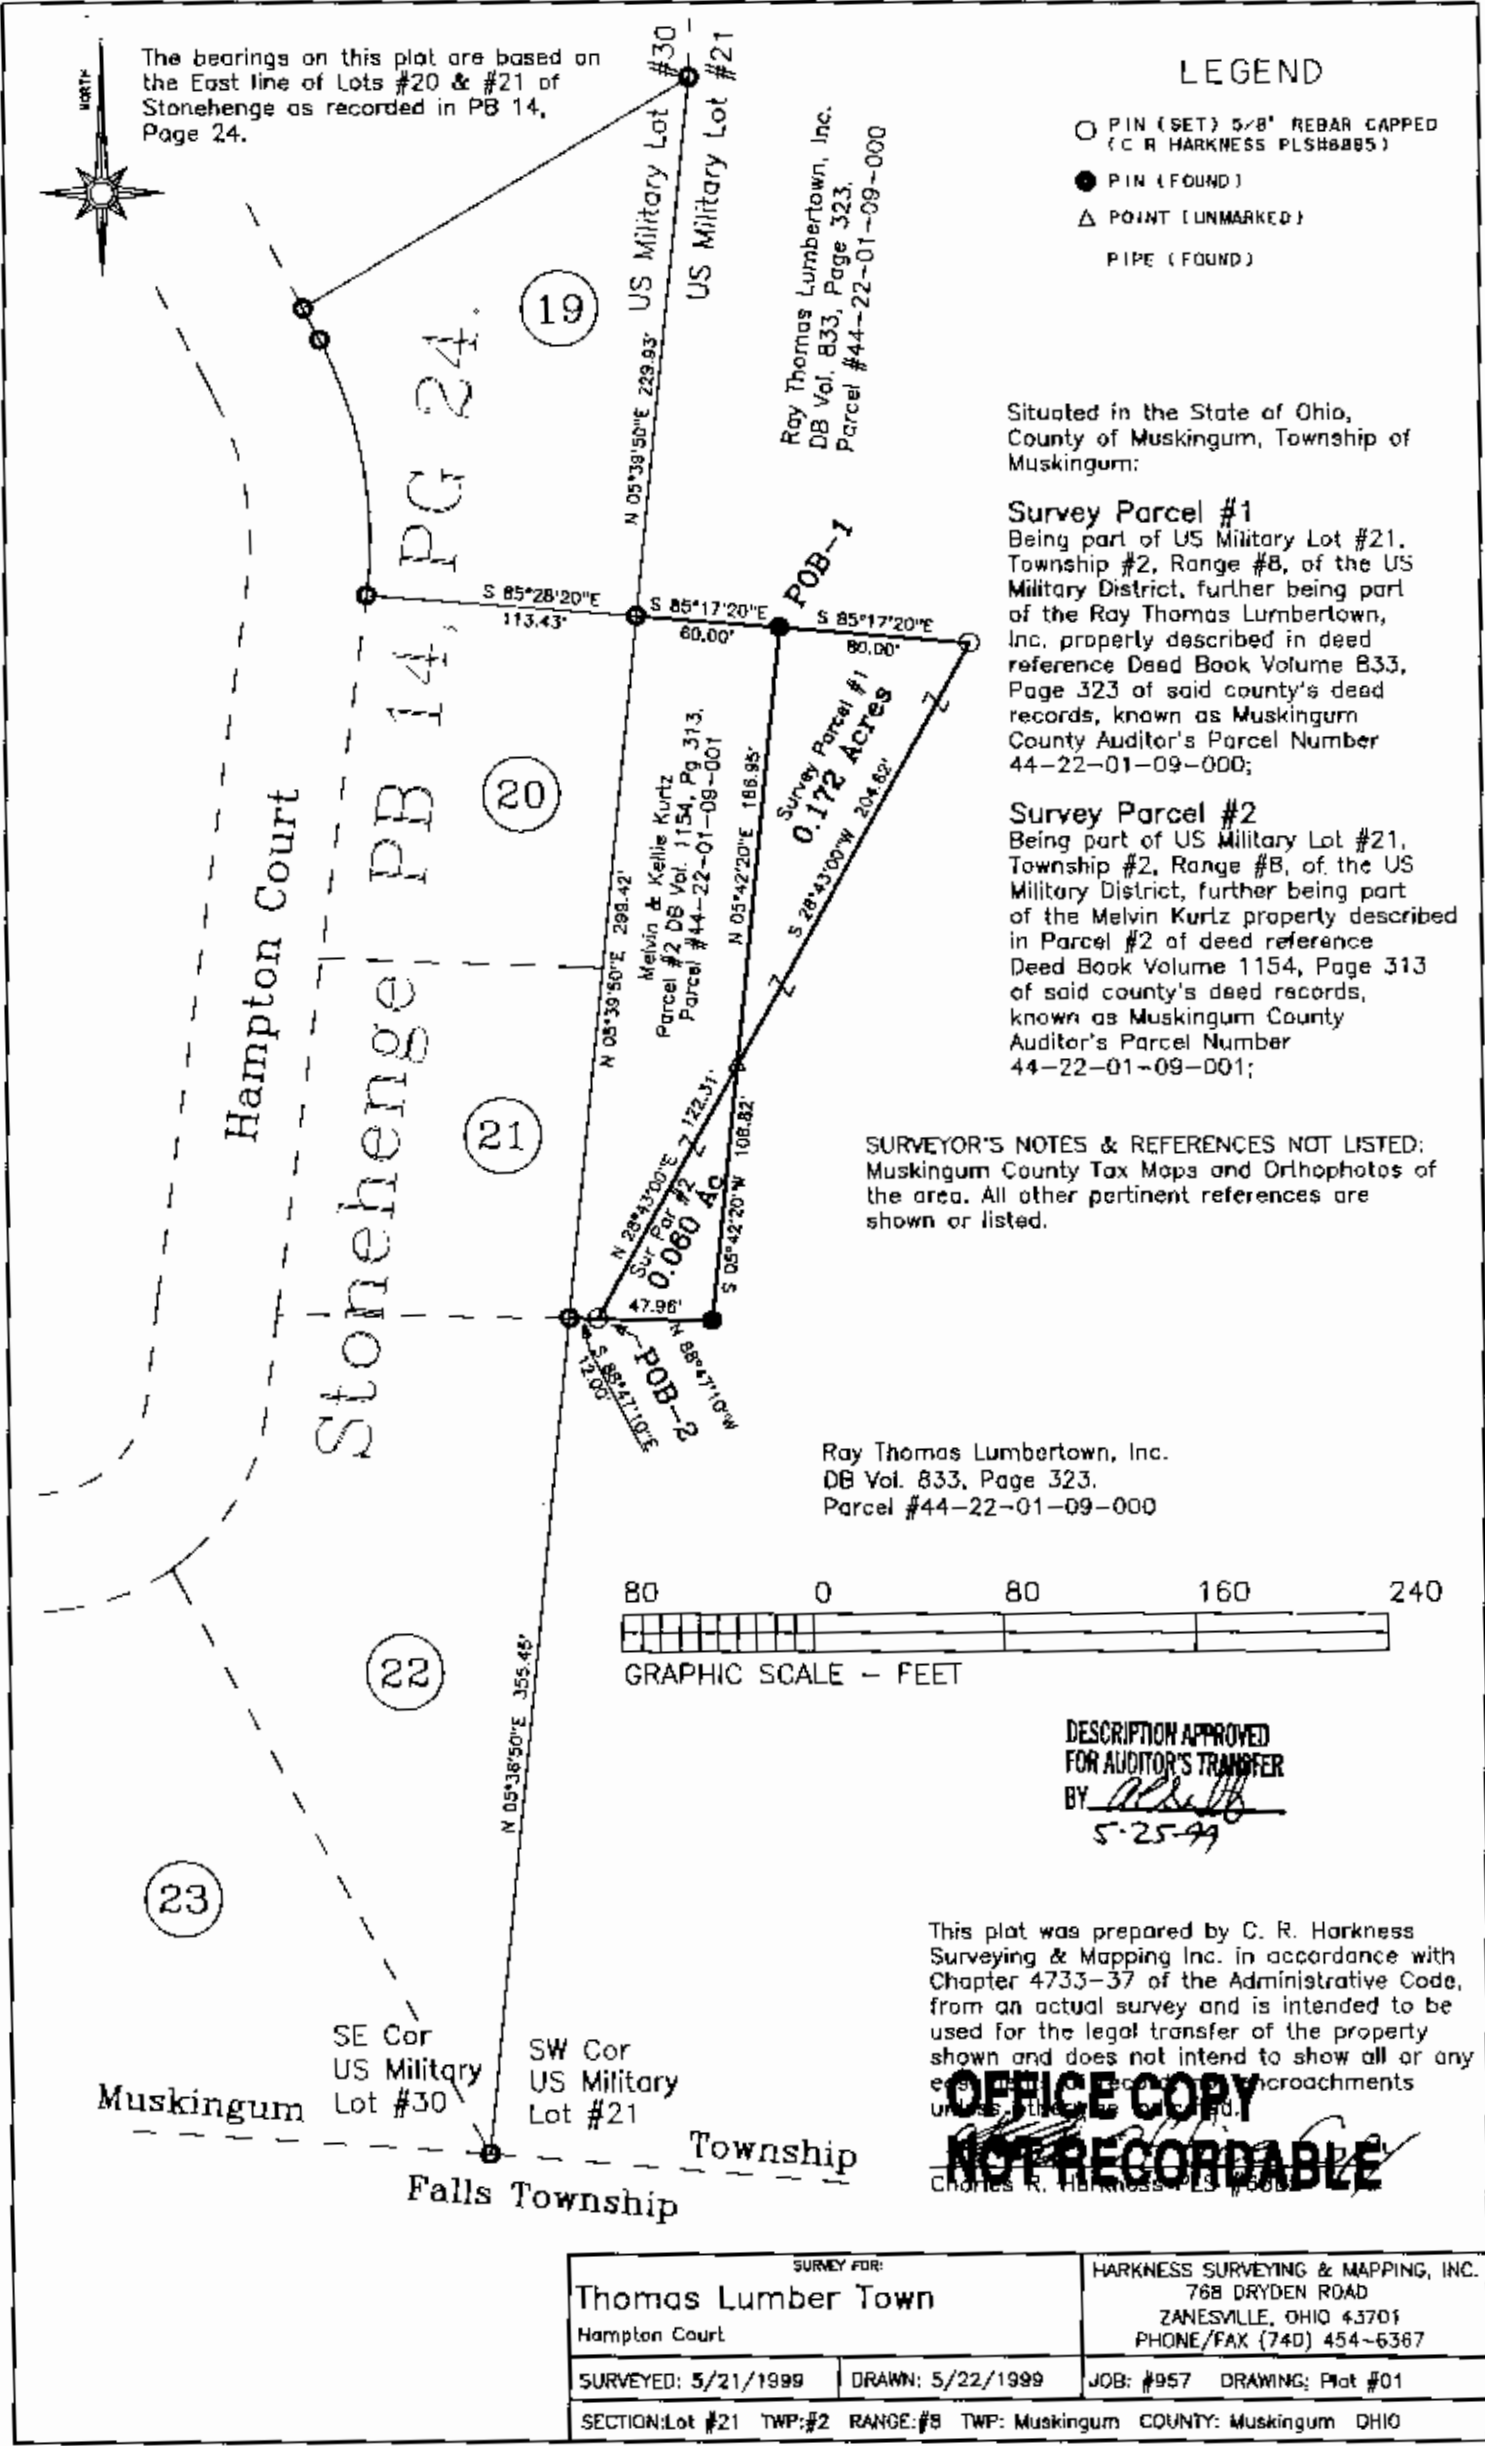 NORTH
The bearings on this plat are based on
the East line of Lots #20 & #21 of
Stonehenge as recorded in PB 14,
Page 24.
US Military Lot #30
US Military Lot #21
LEGEND
PIN (SET) 5/8" REBAR CAPPED
(C R HARKNESS PLS#6885)
PIN (FOUND)
POINT (UNMARKED)
PIPE (FOUND)
Ray Thomas Lumbertown, Inc.
DB Vol. 833, Page 323.
Parcel #44-22-01-09-000
19
N 05°39'50"E 229.93'
Situated in the State of Ohio,
County of Muskingum, Township of
Muskingum:
Survey Parcel #1
Being part of US Military Lot #21,
Township #2, Range #8, of the US
Military District, further being part
of the Ray Thomas Lumbertown,
Inc. property described in deed
reference Deed Book Volume 833,
Page 323 of said county's deed
records, known as Muskingum
County Auditor's Parcel Number
44-22-01-09-000;
Survey Parcel #2
Being part of US Military Lot #21,
Township #2, Range #8, of the US
Military District, further being part
of the Melvin Kurtz property described
in Parcel #2 of deed reference
Deed Book Volume 1154, Page 313
of said county's deed records,
known as Muskingum County
Auditor's Parcel Number
44-22-01-09-001;
POB-1
S 85°28'20"E
113.43'
S 85°17'20"E
60.00'
S 85°17'20"E
80.00'
Survey Parcel #1
0.172 Acres
S 28°43'00"W 204.62'
N 05°42'20"E 186.95'
Melvin & Kellie Kurtz
Parcel #2 DB Vol. 1154, Pg 313,
Parcel #44-22-01-09-001
N 05°39'50"E 299.42'
20
Hampton Court
Stonehenge PB 14, PG 24.
21
N 28°43'00"E 122.31'
Sur Par #2
0.060 Ac
S 05°42'20"W 108.82'
47.96'
N 88°47'10"W
S 88°47'10"E
12.00'
POB-2
SURVEYOR'S NOTES & REFERENCES NOT LISTED:
Muskingum County Tax Maps and Orthophotos of
the area. All other pertinent references are
shown or listed.
Ray Thomas Lumbertown, Inc.
DB Vol. 833, Page 323.
Parcel #44-22-01-09-000
80 0 80 160 240
GRAPHIC SCALE - FEET
22
N 05°38'50"E 355.45'
DESCRIPTION APPROVED
FOR AUDITOR'S TRANSFER
BY
5-25-99
23
This plat was prepared by C. R. Harkness
Surveying & Mapping Inc. in accordance with
Chapter 4733-37 of the Administrative Code,
from an actual survey and is intended to be
used for the legal transfer of the property
shown and does not intend to show all or any
encroachments
OFFICE COPY
NOT RECORDABLE
Charles R. Harkness PLS
SE Cor
US Military
Lot #30
SW Cor
US Military
Lot #21
Muskingum Township
Falls Township
SURVEY FOR:
Thomas Lumber Town
Hampton Court
HARKNESS SURVEYING & MAPPING, INC.
768 DRYDEN ROAD
ZANESVILLE, OHIO 43701
PHONE/FAX (740) 454-6367
SURVEYED: 5/21/1999 DRAWN: 5/22/1999 JOB: #957 DRAWING: Plat #01
SECTION:Lot #21 TWP:#2 RANGE:#8 TWP: Muskingum COUNTY: Muskingum OHIO